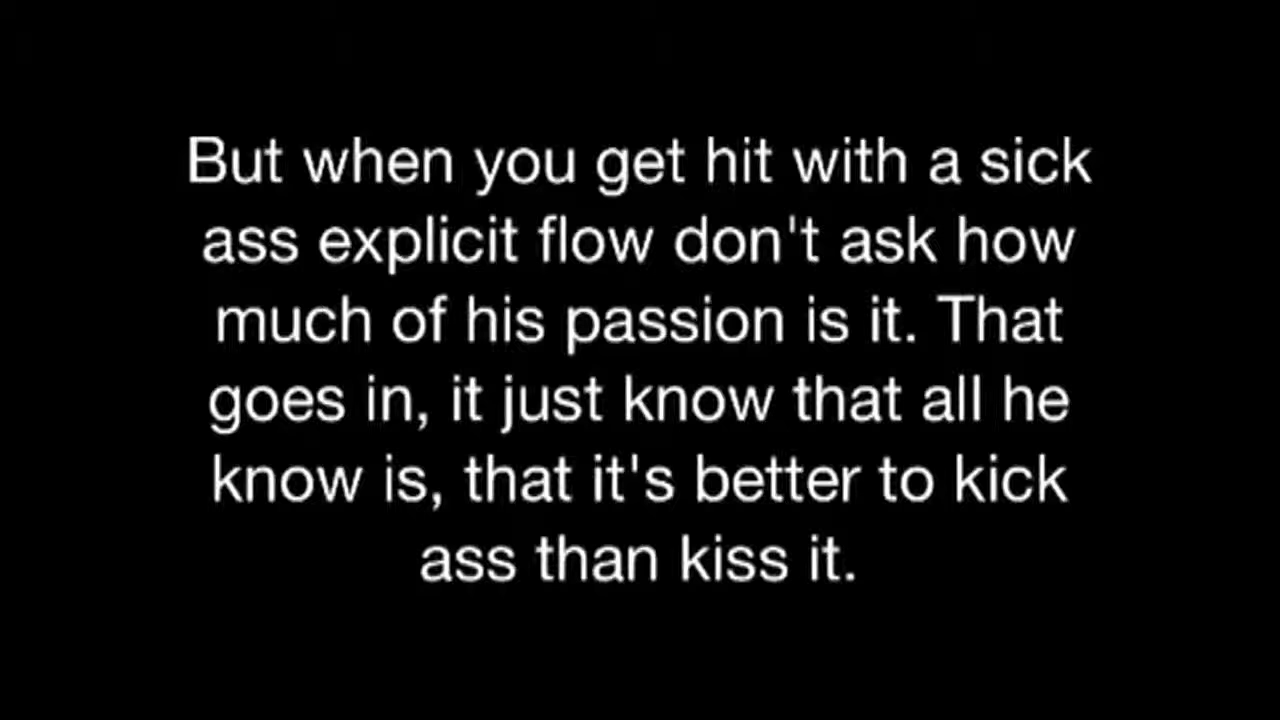 But when you get hit with a sick
ass explicit flow don't ask how
much of his passion is it. That
goes in, it just know that all he
know is, that it's better to kick
ass than kiss it.